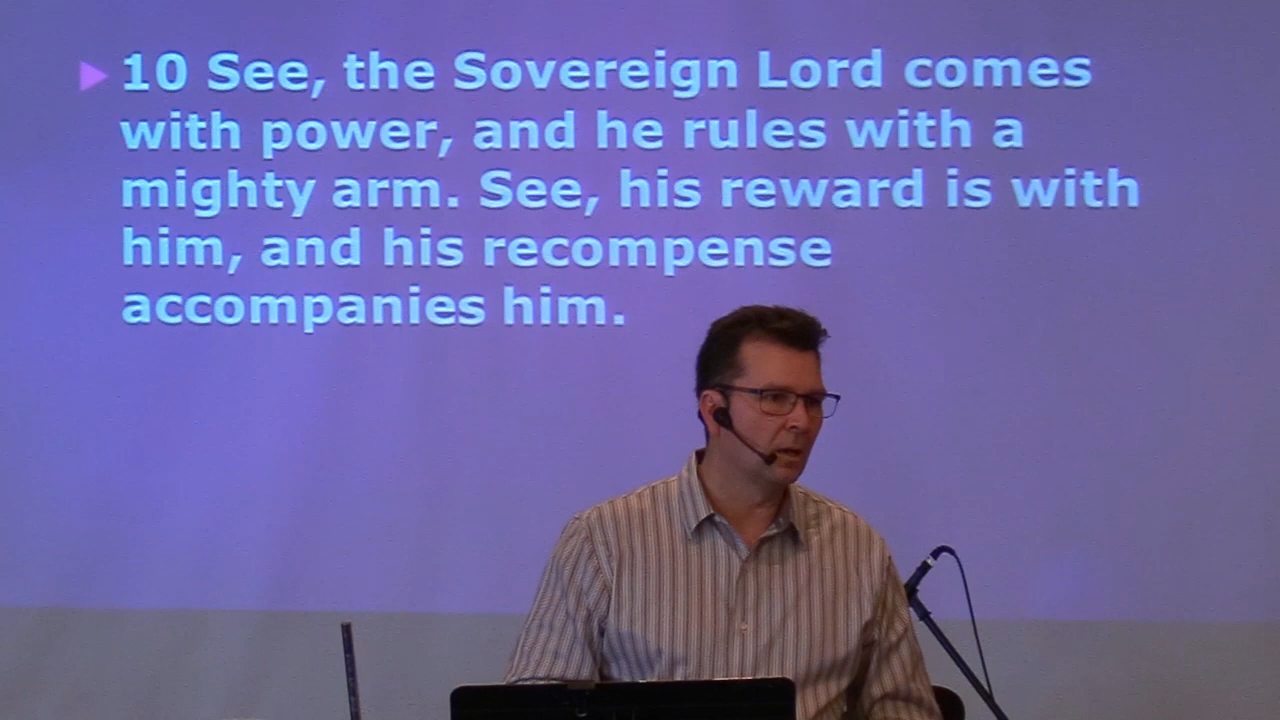 10 See, the Sovereign Lord comes
with power, and he rules with a
mighty arm. See, his reward is with
him, and his recompense
accompanies him.